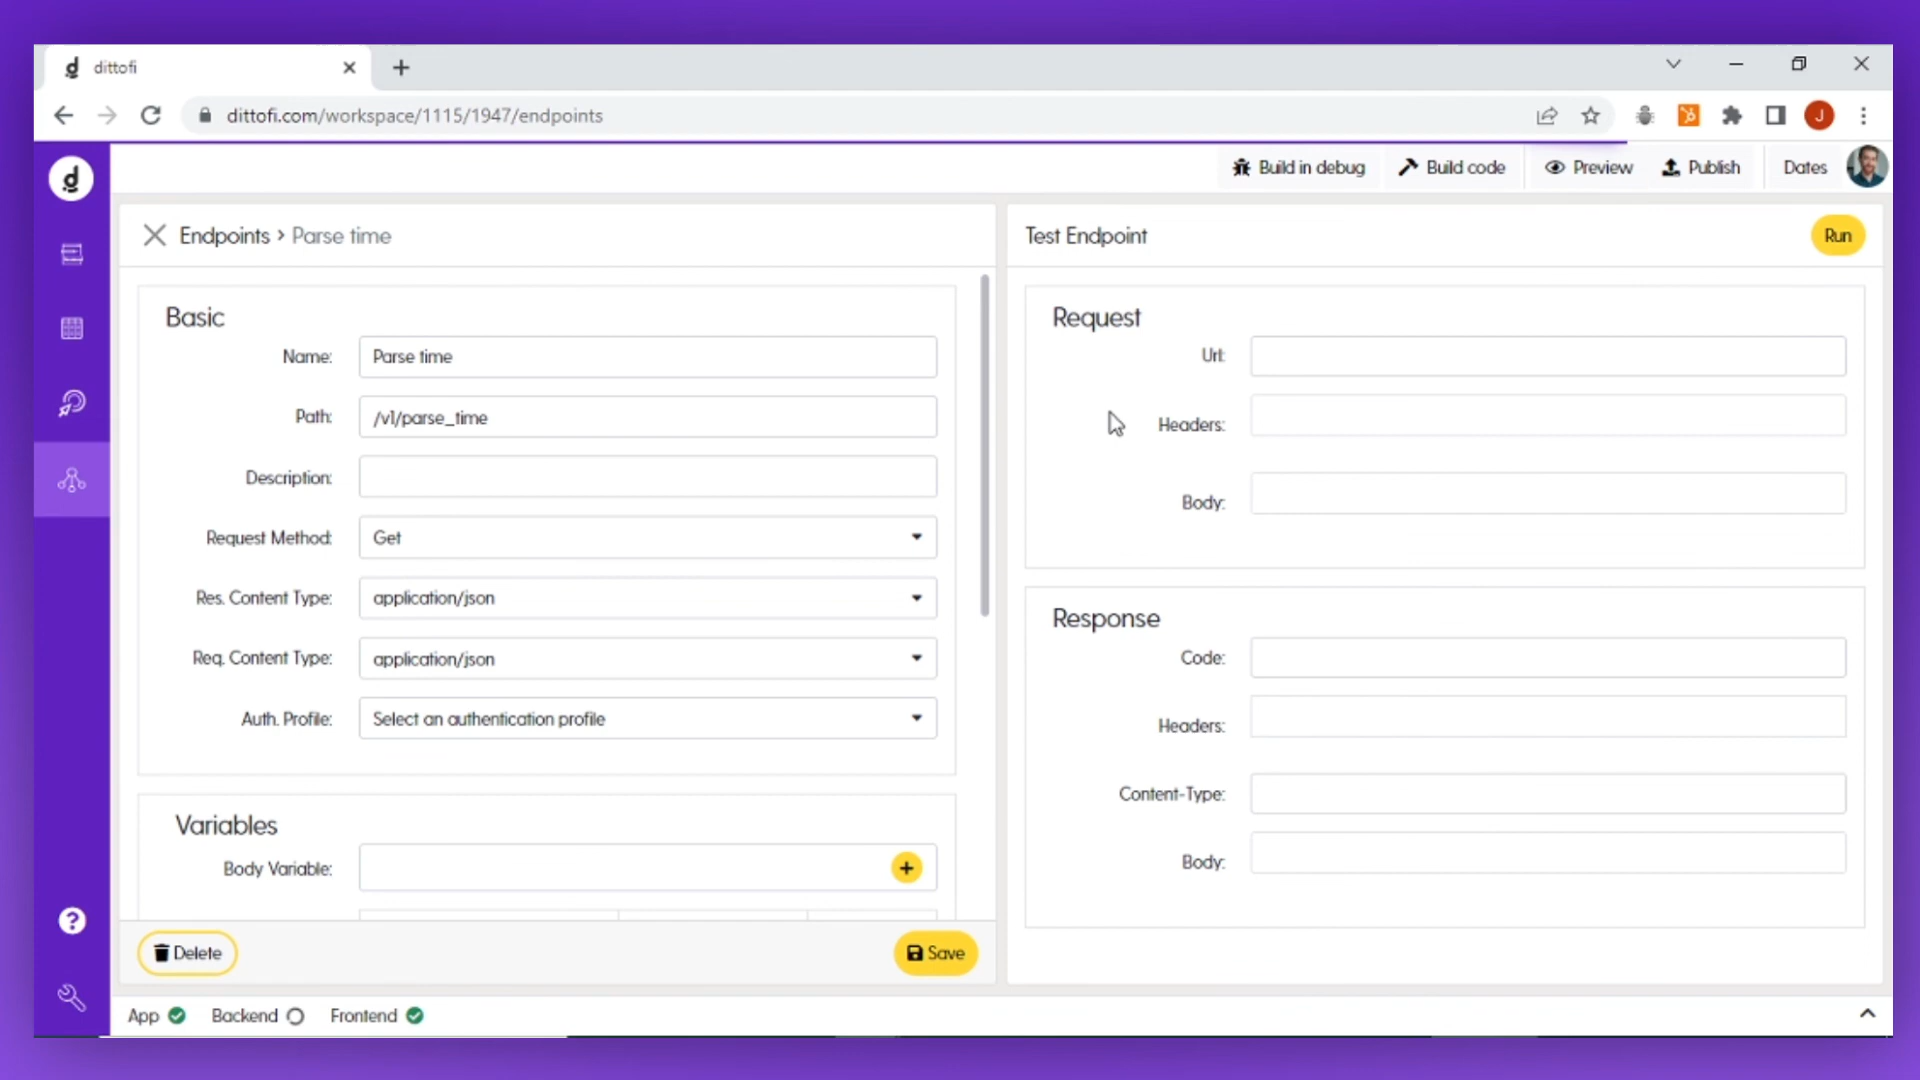 dittofi
dittofi.com/workspace/1115/1947/endpoints
J
d
Build in debug
Build code
Preview
Publish
Dates
Endpoints > Parse time
Basic
Name: Parse time
Path: /v1/parse_time
Description:
Request Method: Get
Res. Content Type: application/json
Req. Content Type: application/json
Auth. Profile: Select an authentication profile
Variables
Body Variable:
Delete
Save
Test Endpoint
Run
Request
Url:
Headers:
Body:
Response
Code:
Headers:
Content-Type:
Body:
App
Backend
Frontend